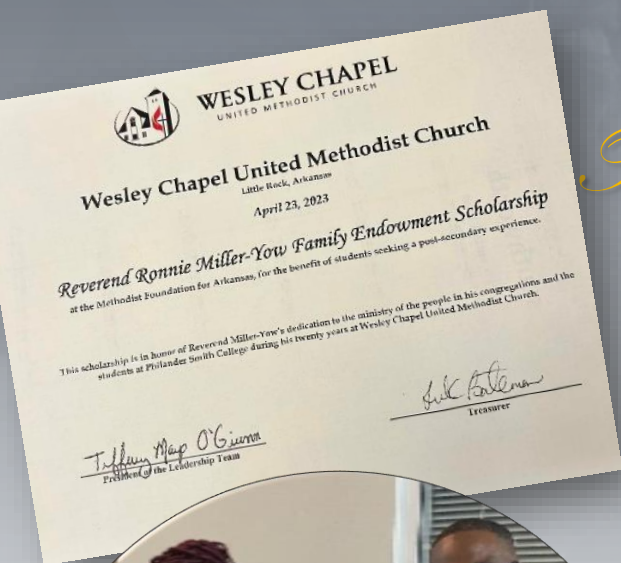 WESLEY CHAPEL
UNITED METHODIST CHURCH
Wesley Chapel United Methodist Church
Little Rock, Arkansas
April 23, 2023
Reverend Ronnie Miller-Yow Family Endowment Scholarship
at the Methodist Foundation for Arkansas, for the benefit of students seeking a post-secondary experience.
This scholarship is in honor of Reverend Miller-Yow's dedication to the ministry of the people in his congregations and the
students at Philander Smith College during his twenty years at Wesley Chapel United Methodist Church.
Treasurer
Tiffany Mays O'Guinn
President of the Leadership Team